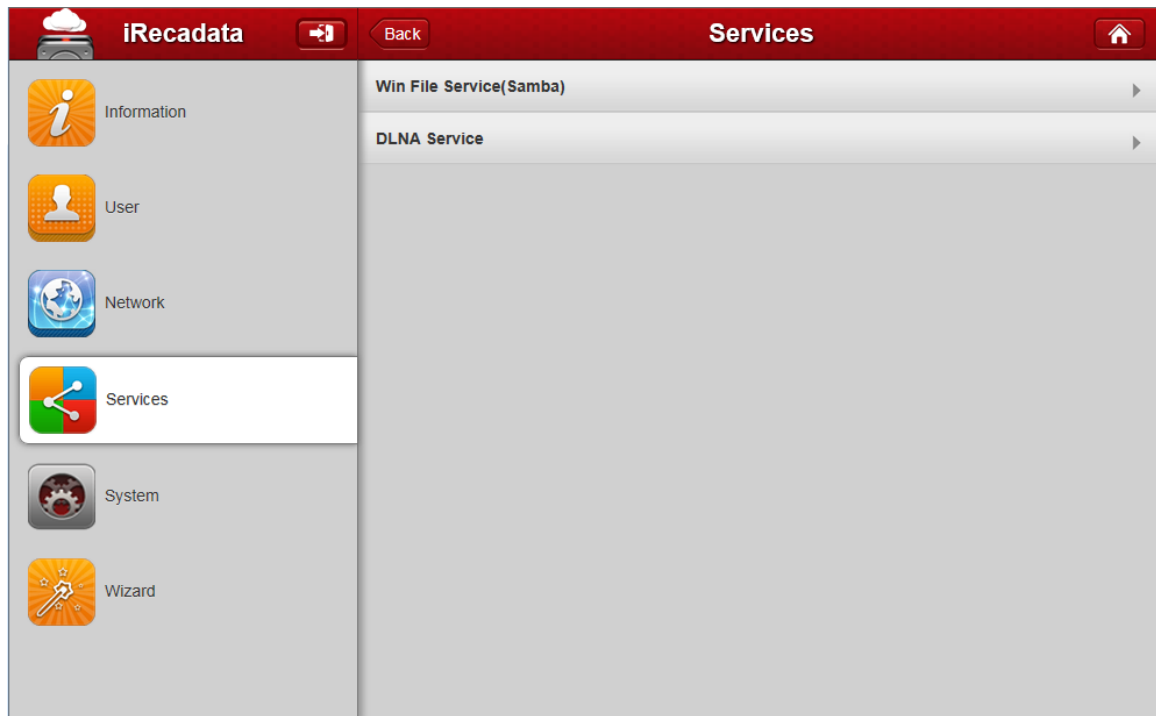 iRecadata
Back
Services
Information
User
Network
Services
System
Wizard
Win File Service(Samba)
DLNA Service